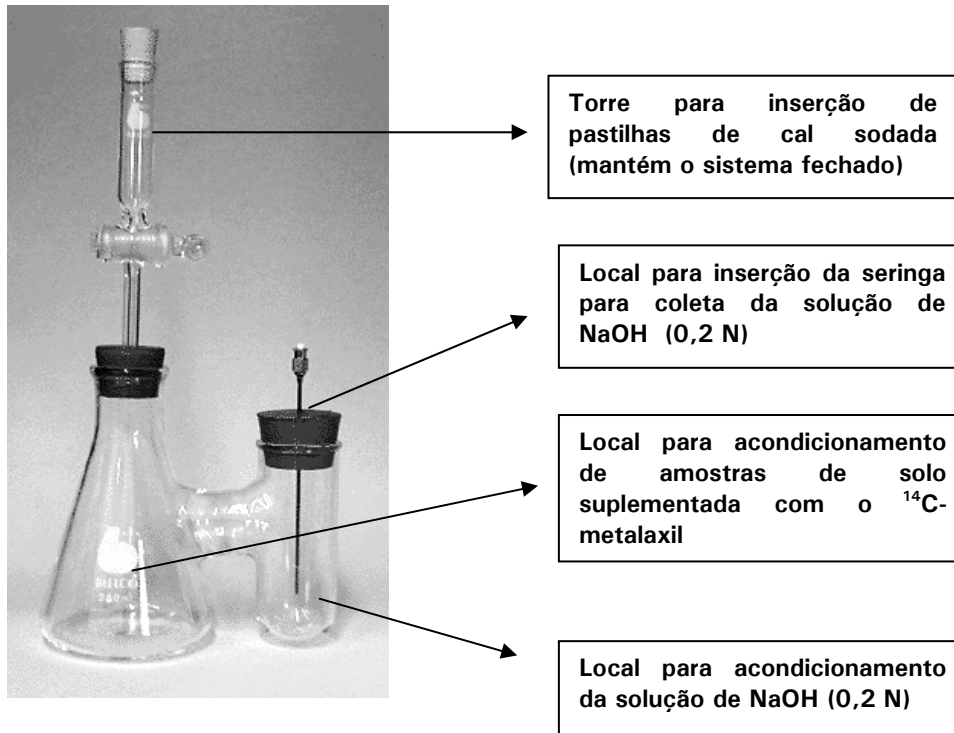 Torre para inserção de
pastilhas de cal sodada
(mantém o sistema fechado)
Local para inserção da seringa
para coleta da solução de
NaOH (0,2 N)
Local para acondicionamento
de amostras de solo
suplementada com o ¹⁴C-
metalaxil
Local para acondicionamento
da solução de NaOH (0,2 N)